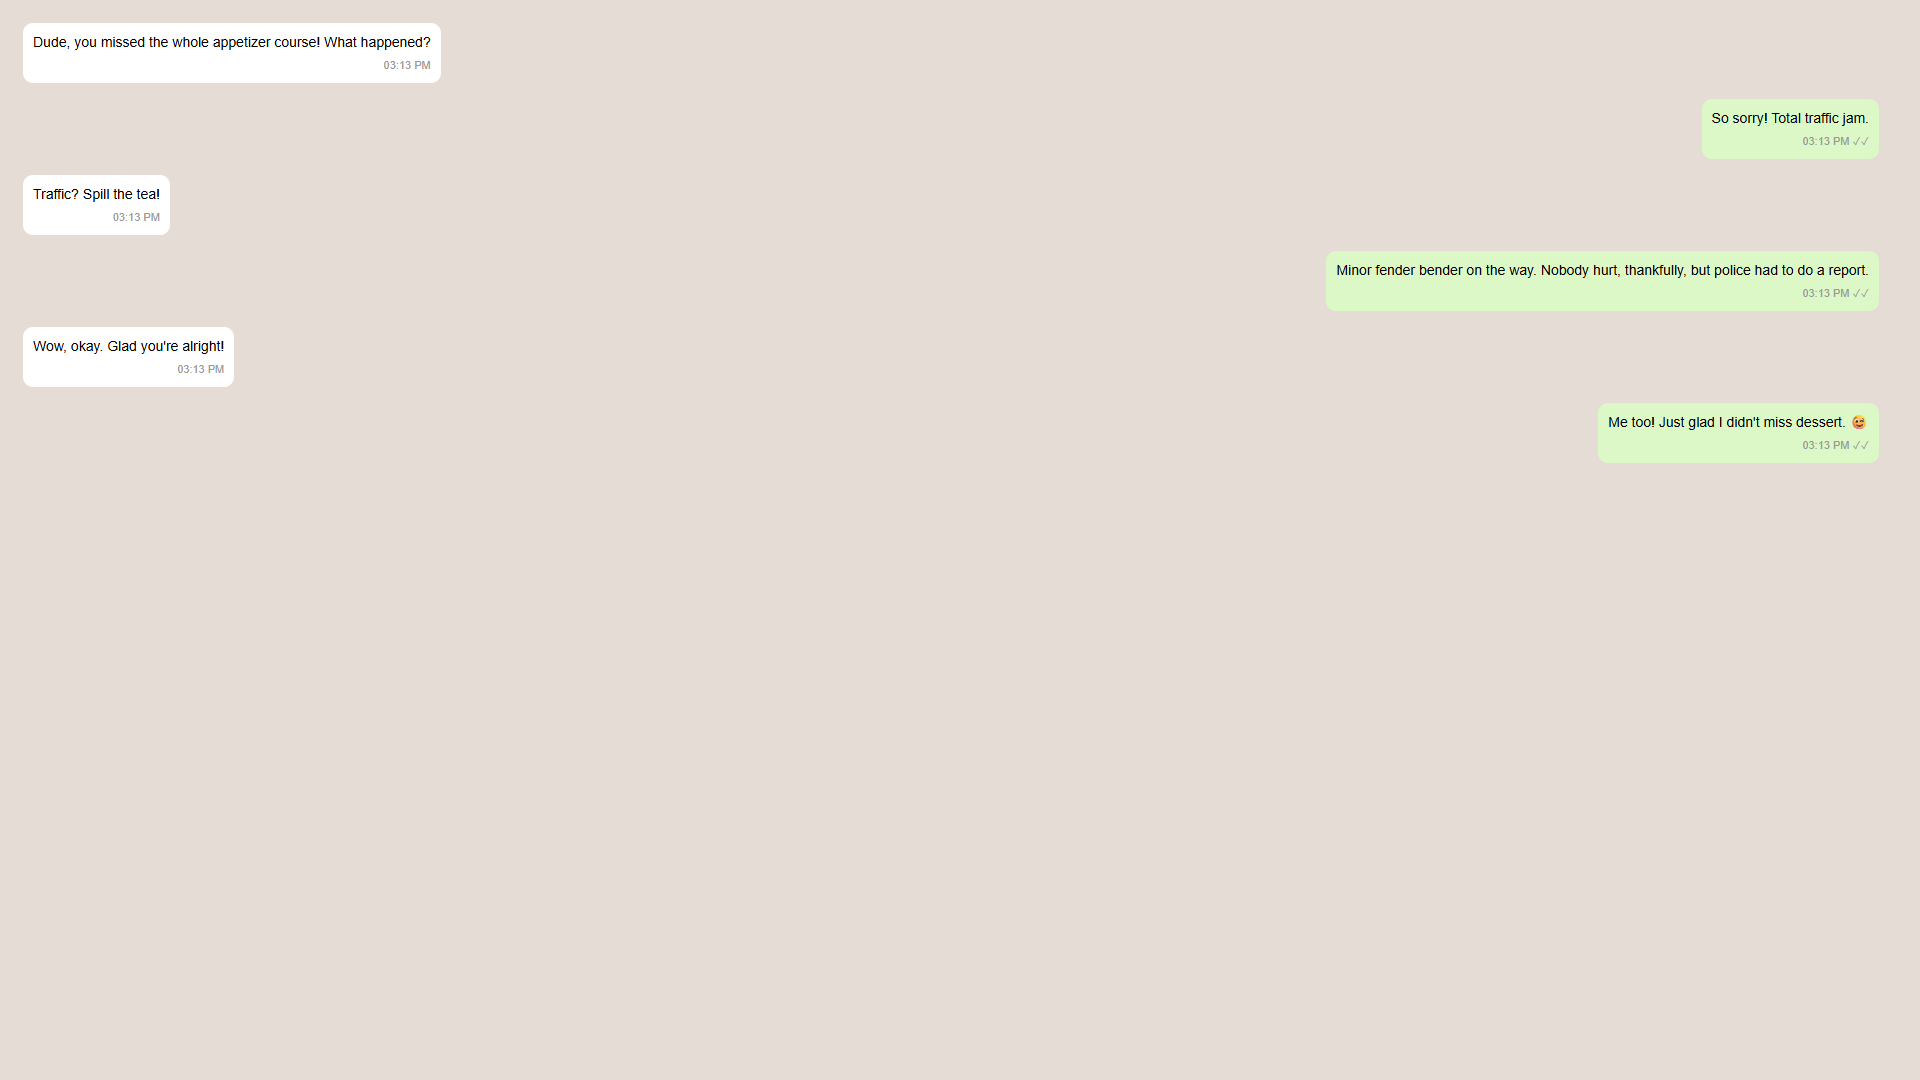 Dude, you missed the whole appetizer course! What happened?
03:13 PM
So sorry! Total traffic jam.
03:13 PM ✓✓
Traffic? Spill the tea!
03:13 PM
Minor fender bender on the way. Nobody hurt, thankfully, but police had to do a report.
03:13 PM ✓✓
Wow, okay. Glad you're alright!
03:13 PM
Me too! Just glad I didn't miss dessert. 😉
03:13 PM ✓✓